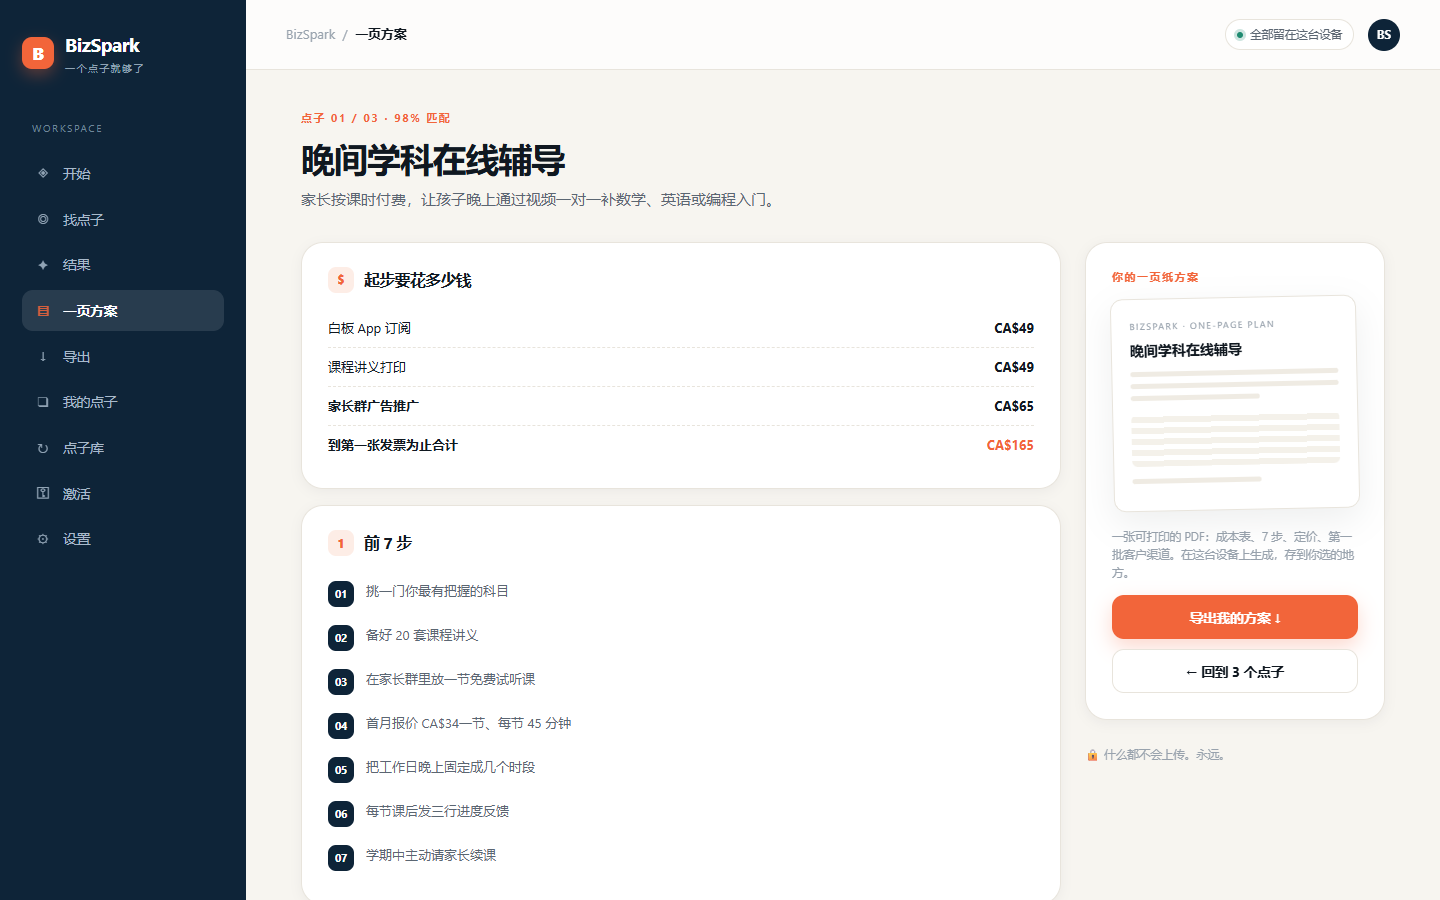 B
BizSpark
一个点子就够了
WORKSPACE
开始
找点子
结果
一页方案
导出
我的点子
点子库
激活
设置
BizSpark / 一页方案
全部留在这台设备
BS
点子 01 / 03 · 98% 匹配
晚间学科在线辅导
家长按课时付费，让孩子晚上通过视频一对一补数学、英语或编程入门。
$ 起步要花多少钱
白板 App 订阅 CA$49
课程讲义打印 CA$49
家长群广告推广 CA$65
到第一张发票为止合计 CA$165
1 前 7 步
01 挑一门你最有把握的科目
02 备好 20 套课程讲义
03 在家长群里放一节免费试听课
04 首月报价 CA$34一节、每节 45 分钟
05 把工作日晚上固定成几个时段
06 每节课后发三行进度反馈
07 学期中主动请家长续课
你的一页纸方案
BIZSPARK · ONE-PAGE PLAN
晚间学科在线辅导
一张可打印的 PDF：成本表、7 步、定价、第一
批客户渠道。在这台设备上生成，存到你选的地
方。
导出我的方案 ↓
← 回到 3 个点子
什么都不会上传。永远。